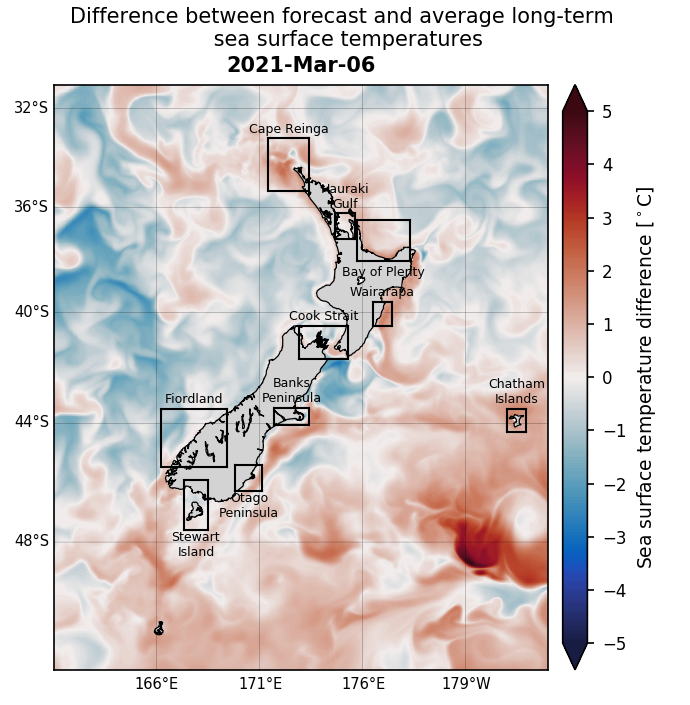 Difference between forecast and average long-term
sea surface temperatures
2021-Mar-06
32°S
36°S
40°S
44°S
48°S
166°E
171°E
176°E
179°W
Cape Reinga
Hauraki
Gulf
Bay of Plenty
Wairarapa
Cook Strait
Banks
Peninsula
Chatham
Islands
Fiordland
Otago
Peninsula
Stewart
Island
5
4
3
2
1
0
−1
−2
−3
−4
−5
Sea surface temperature difference [°C]